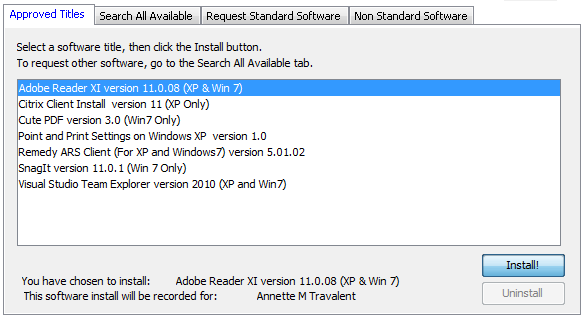 Approved Titles Search All Available Request Standard Software Non Standard Software
Select a software title, then click the Install button.
To request other software, go to the Search All Available tab.
Adobe Reader XI version 11.0.08 (XP & Win 7)
Citrix Client Install version 11 (XP Only)
Cute PDF version 3.0 (Win7 Only)
Point and Print Settings on Windows XP version 1.0
Remedy ARS Client (For XP and Windows7) version 5.01.02
SnagIt version 11.0.1 (Win 7 Only)
Visual Studio Team Explorer version 2010 (XP and Win7)
Install!
You have chosen to install: Adobe Reader XI version 11.0.08 (XP & Win 7)
Uninstall
This software install will be recorded for: Annette M Travalent